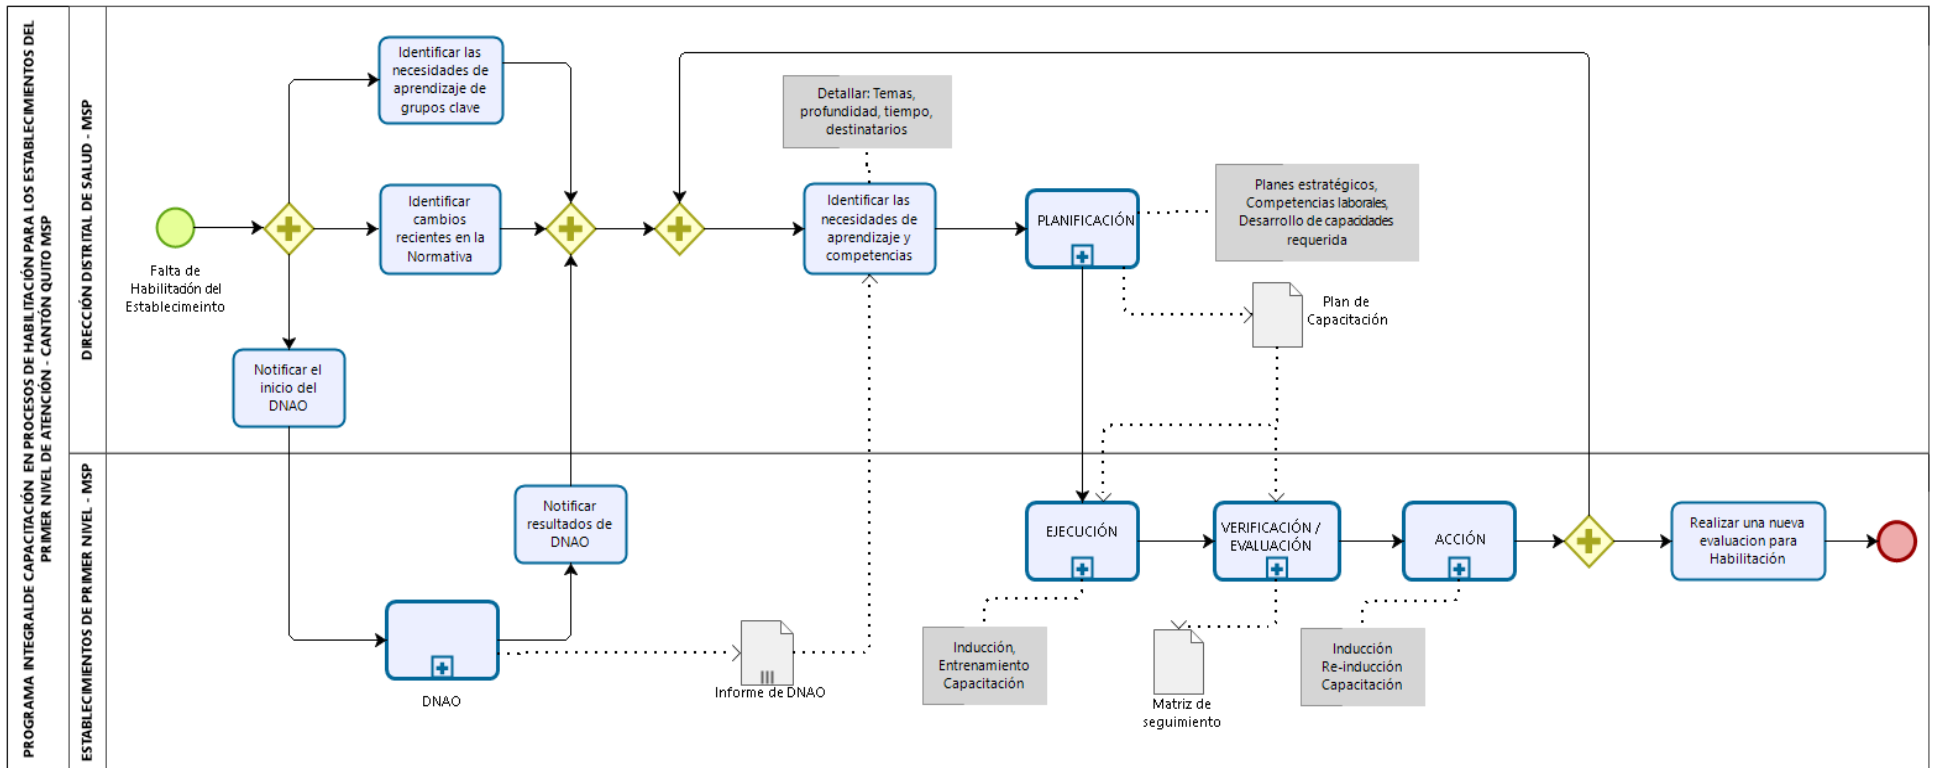 PROGRAMA INTEGRALDE CAPACITACIÓN EN PROCESOS DE HABILITACIÓN PARA LOS ESTABLECIMIENTOS DEL
PRIMER NIVEL DE ATENCIÓN - CANTÓN QUITO MSP
DIRECCIÓN DISTRITAL DE SALUD - MSP
Falta de
Habilitación del
Establecimeinto
Identificar las
necesidades de
aprendizaje de
grupos clave
Identificar
cambios
recientes en la
Normativa
Notificar el
inicio del
DNAO
Detallar: Temas,
profundidad, tiempo,
destinatarios
Identificar las
necesidades de
aprendizaje y
competencias
PLANIFICACIÓN
Planes estratégicos,
Competencias laborales,
Desarrollo de capacidades
requerida
Plan de
Capacitación
ESTABLECIMIENTOS DE PRIMER NIVEL - MSP
Notificar
resultados de
DNAO
DNAO
Informe de DNAO
EJECUCIÓN
VERIFICACIÓN /
EVALUACIÓN
ACCIÓN
Realizar una nueva
evaluacion para
Habilitación
Inducción,
Entrenamiento
Capacitación
Matriz de
seguimiento
Inducción
Re-inducción
Capacitación